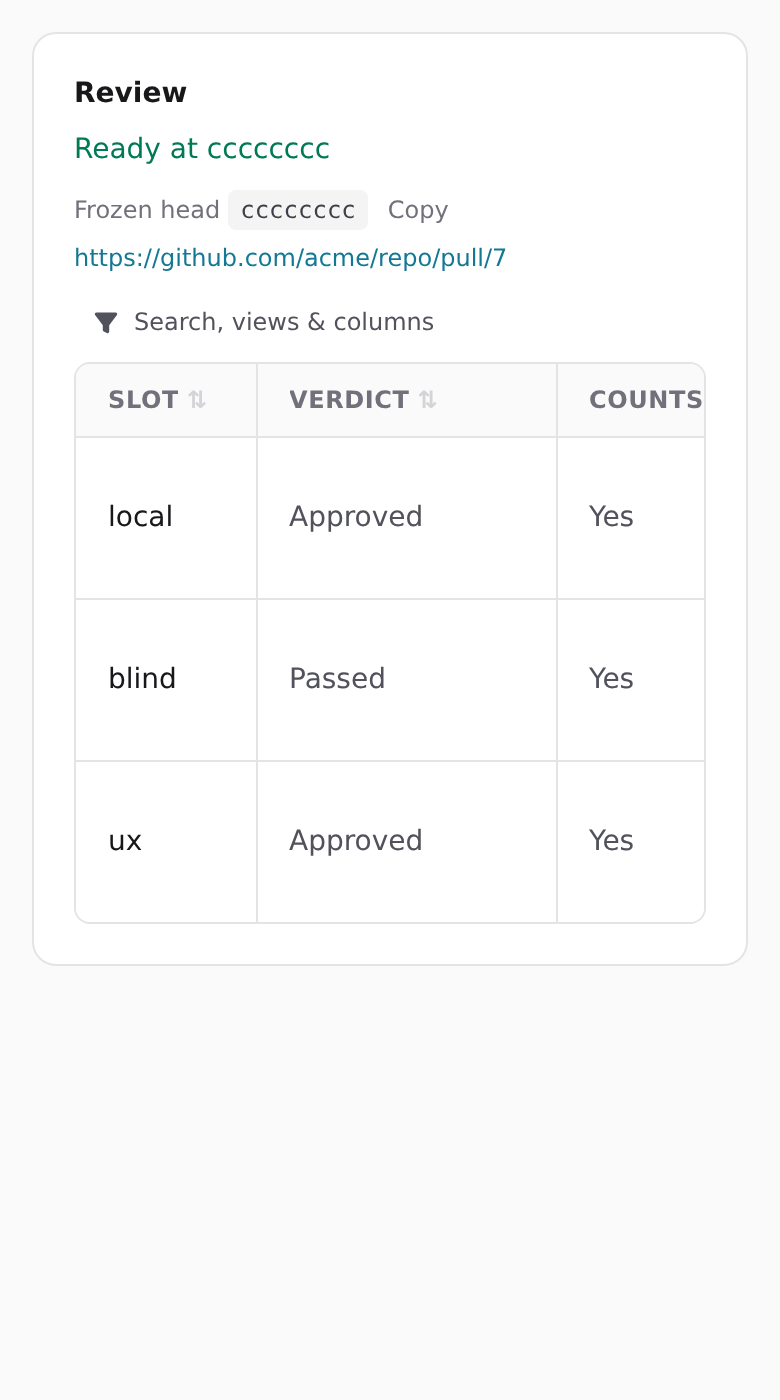 Review
Ready at cccccccc
Frozen head cccccccc Copy
https://github.com/acme/repo/pull/7
Search, views & columns
SLOT ⇅ VERDICT ⇅ COUNTS
local Approved Yes
blind Passed Yes
ux Approved Yes